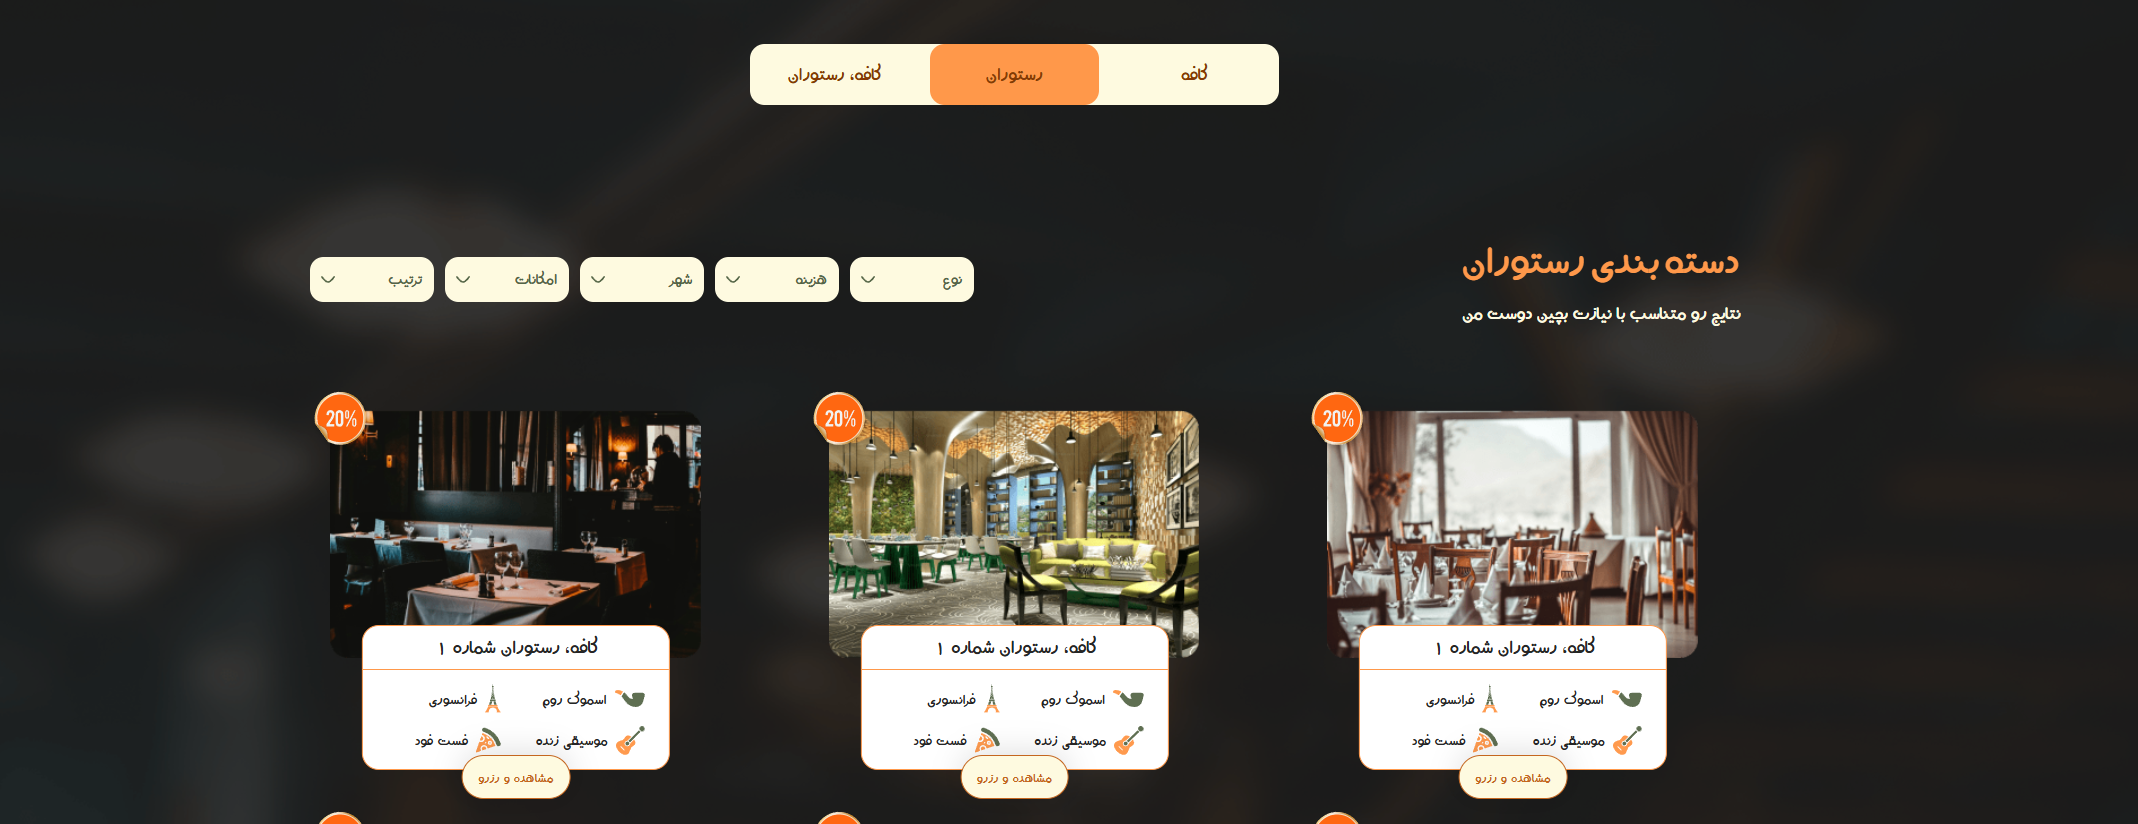 کافه
رستوران
کافه، رستوران
دسته بندی رستوران
نتایج رو متناسب با نیازت بچین دوست من
نوع
هزینه
شهر
امکانات
ترتیب
20%
کافه، رستوران شماره ۱
اسموک روم
فرانسوری
موسیقی زنده
فست فود
مشاهده و رزرو
20%
کافه، رستوران شماره ۱
اسموک روم
فرانسوری
موسیقی زنده
فست فود
مشاهده و رزرو
20%
کافه، رستوران شماره ۱
اسموک روم
فرانسوری
موسیقی زنده
فست فود
مشاهده و رزرو